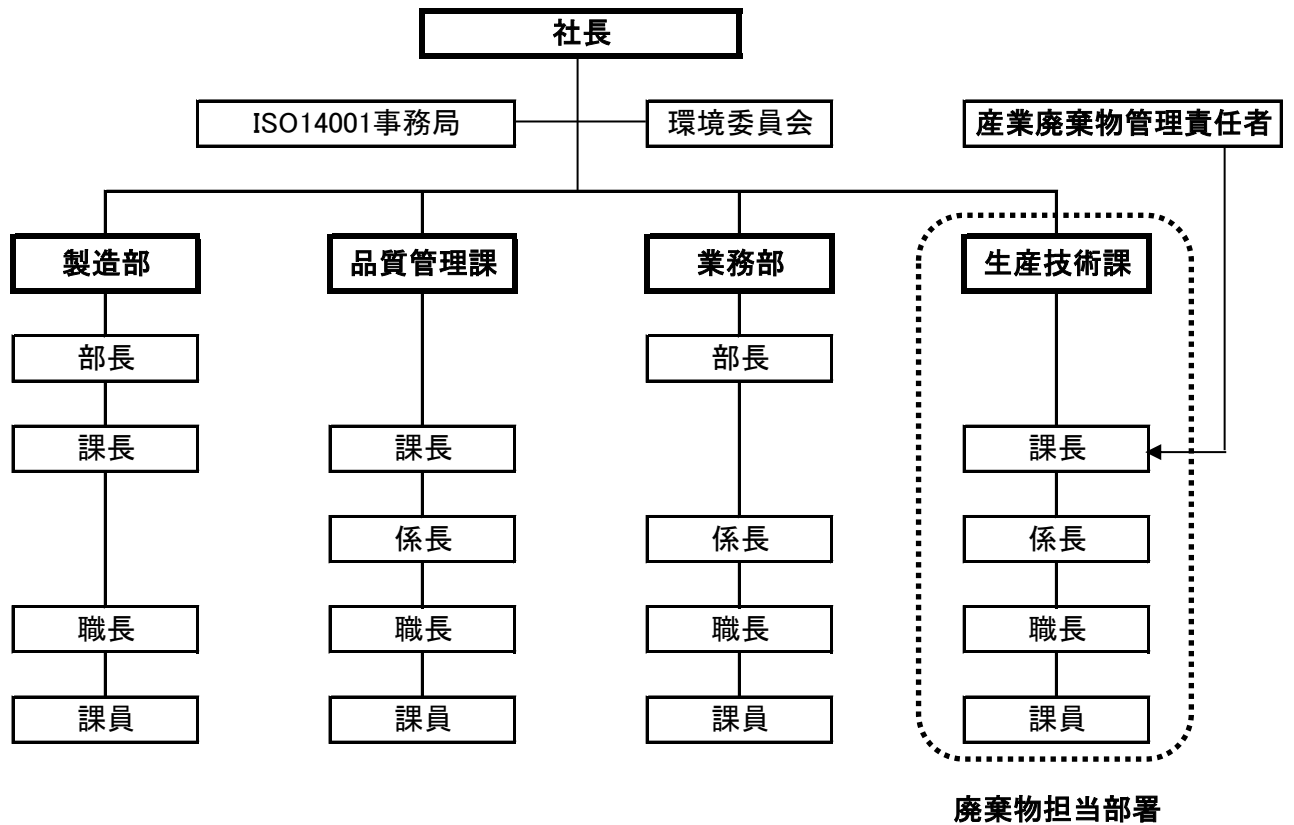 社長
ISO14001事務局
環境委員会
産業廃棄物管理責任者
製造部
品質管理課
業務部
生産技術課
部長
部長
課長
課長
課長
係長
係長
係長
職長
職長
職長
職長
課員
課員
課員
課員
廃棄物担当部署